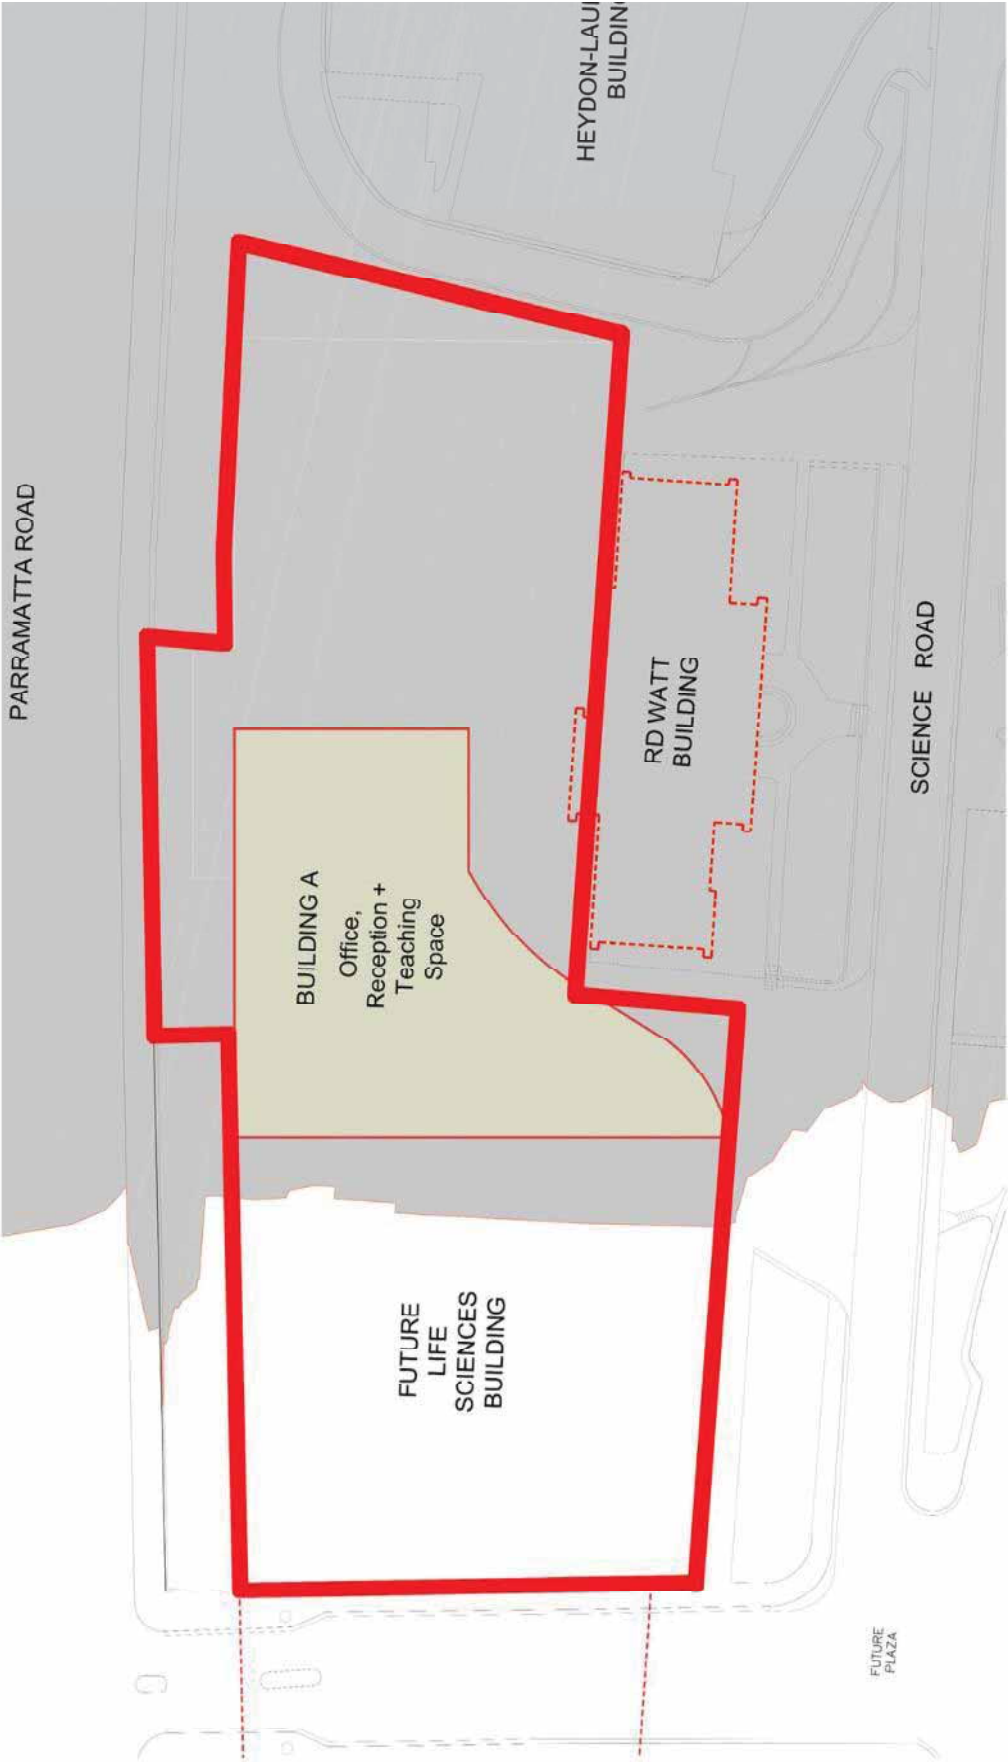 PARRAMATTA ROAD
HEYDON-LAU
BUILDING
BUILDING A
Office,
Reception +
Teaching
Space
RD WATT
BUILDING
SCIENCE ROAD
FUTURE
LIFE
SCIENCES
BUILDING
FUTURE
PLAZA